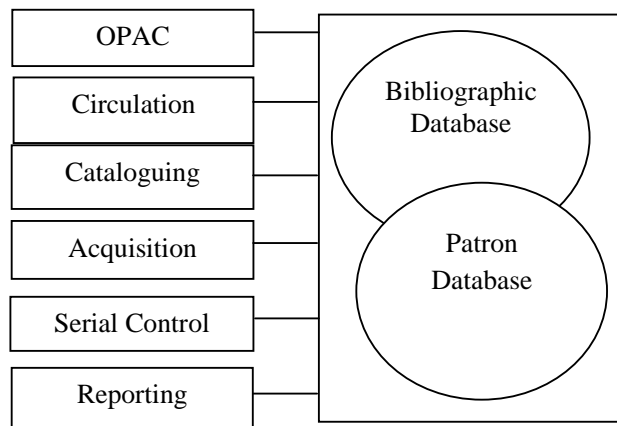 OPAC
Circulation
Cataloguing
Acquisition
Serial Control
Reporting
Bibliographic
Database
Patron
Database